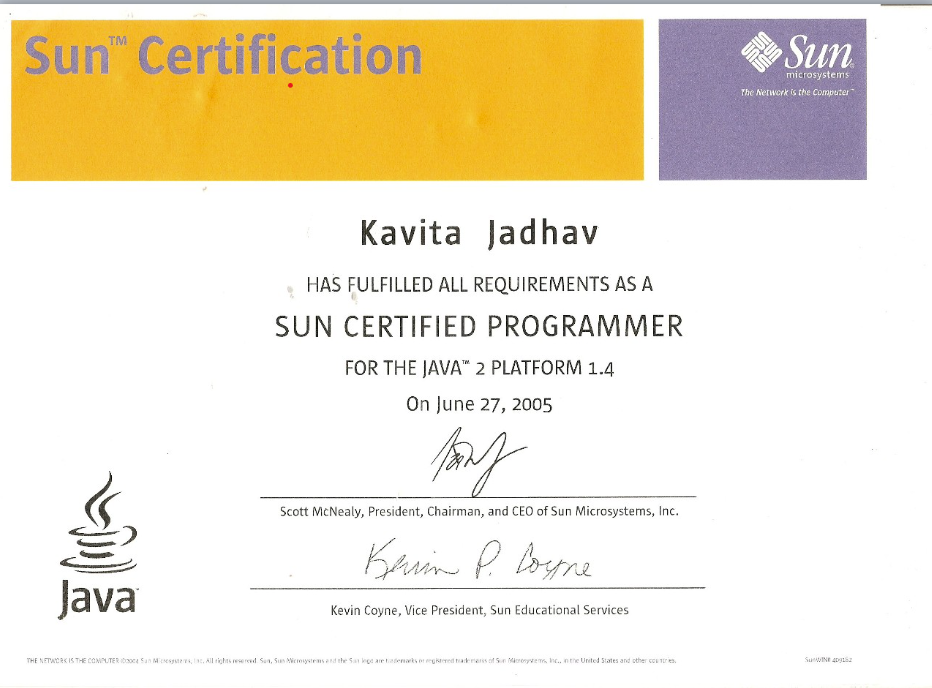 Sun™ Certification
Sun
microsystems
The Network is the Computer™
Kavita Jadhav
HAS FULFILLED ALL REQUIREMENTS AS A
SUN CERTIFIED PROGRAMMER
FOR THE JAVA™ 2 PLATFORM 1.4
On June 27, 2005
Scott McNealy, President, Chairman, and CEO of Sun Microsystems, Inc.
Kevin P. Coyne
Kevin Coyne, Vice President, Sun Educational Services
Java
THE NETWORK IS THE COMPUTER ©2004 Sun Microsystems, Inc. All rights reserved. Sun, Sun Microsystems and the Sun logo are trademarks or registered trademarks of Sun Microsystems, Inc., in the United States and other countries.
SunWIN#